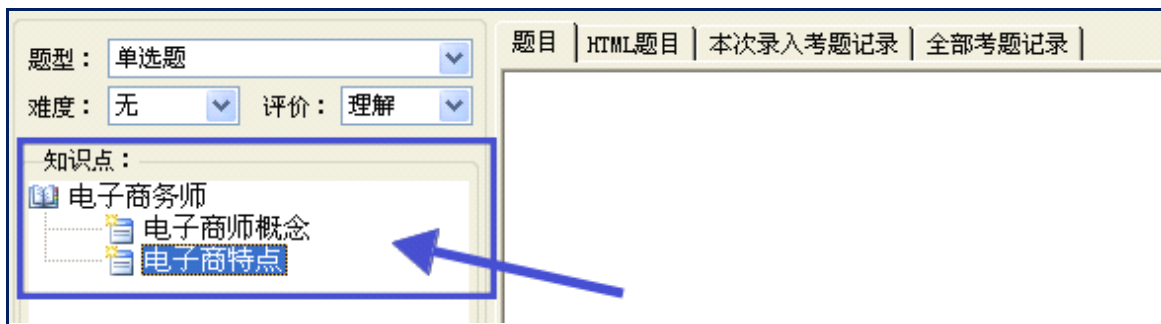 题型： 单选题
难度： 无 评价： 理解
知识点：
电子商务师
电子商师概念
电子商特点
题目 HTML题目 本次录入考题记录 全部考题记录